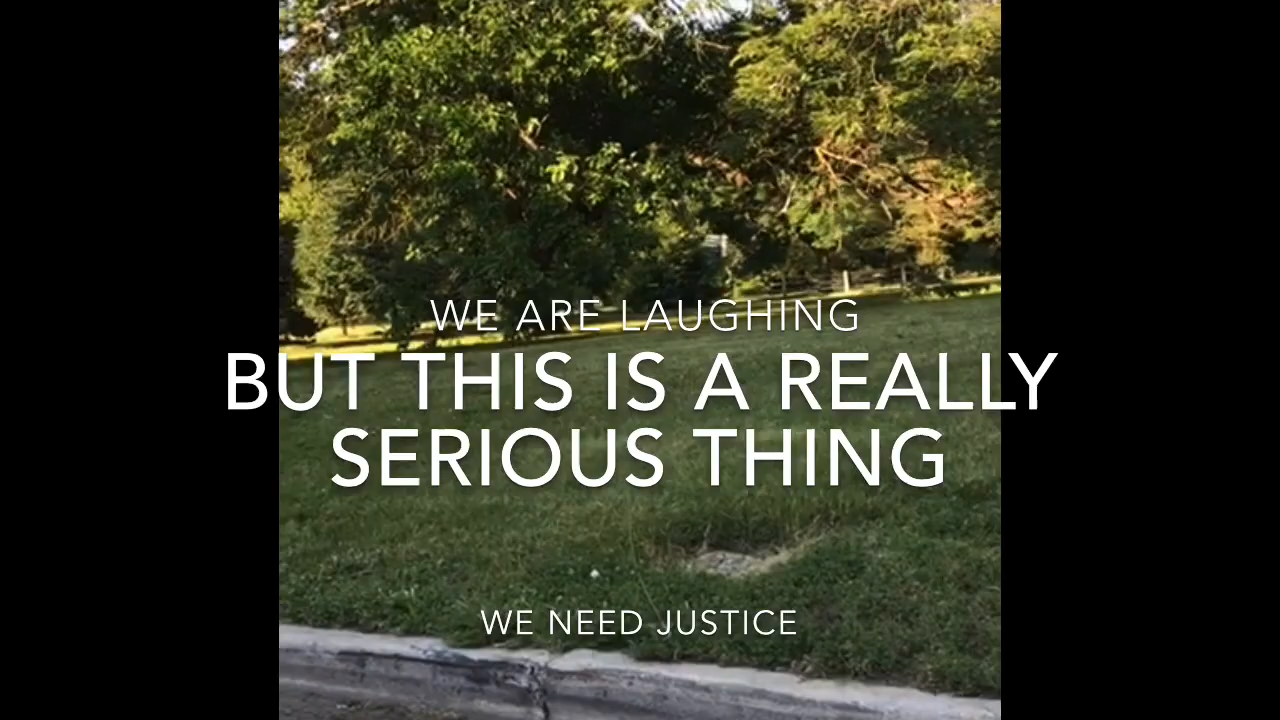 WE ARE LAUGHING
BUT THIS IS A REALLY
SERIOUS THING
WE NEED JUSTICE